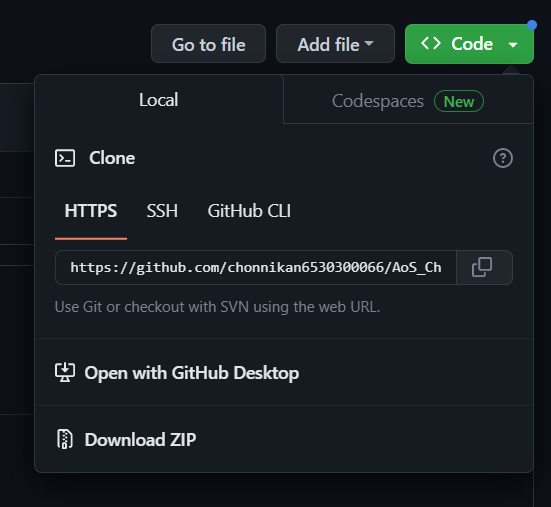 Go to file
Add file
Code
Local
Codespaces New
Clone
HTTPS SSH GitHub CLI
https://github.com/chonnikan6530300066/AoS_Ch
Use Git or checkout with SVN using the web URL.
Open with GitHub Desktop
Download ZIP